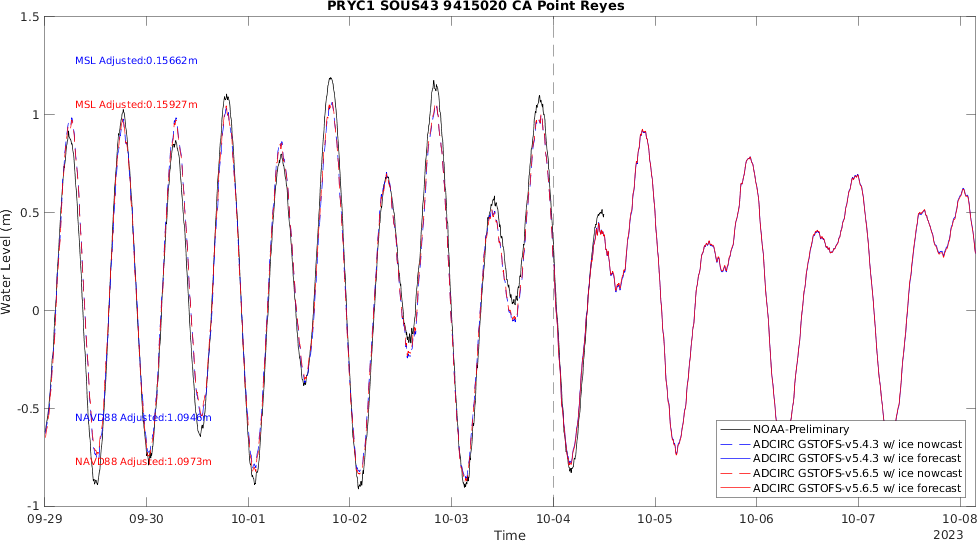 PRYC1 SOUS43 9415020 CA Point Reyes
1.5
1
0.5
0
-0.5
-1
Water Level (m)
MSL Adjusted:0.15662m
MSL Adjusted:0.15927m
NAVD88 Adjusted:1.0946m
NAVD88 Adjusted:1.0973m
NOAA-Preliminary
ADCIRC GSTOFS-v5.4.3 w/ ice nowcast
ADCIRC GSTOFS-v5.4.3 w/ ice forecast
ADCIRC GSTOFS-v5.6.5 w/ ice nowcast
ADCIRC GSTOFS-v5.6.5 w/ ice forecast
09-29 09-30 10-01 10-02 10-03 10-04 10-05 10-06 10-07 10-08
2023
Time